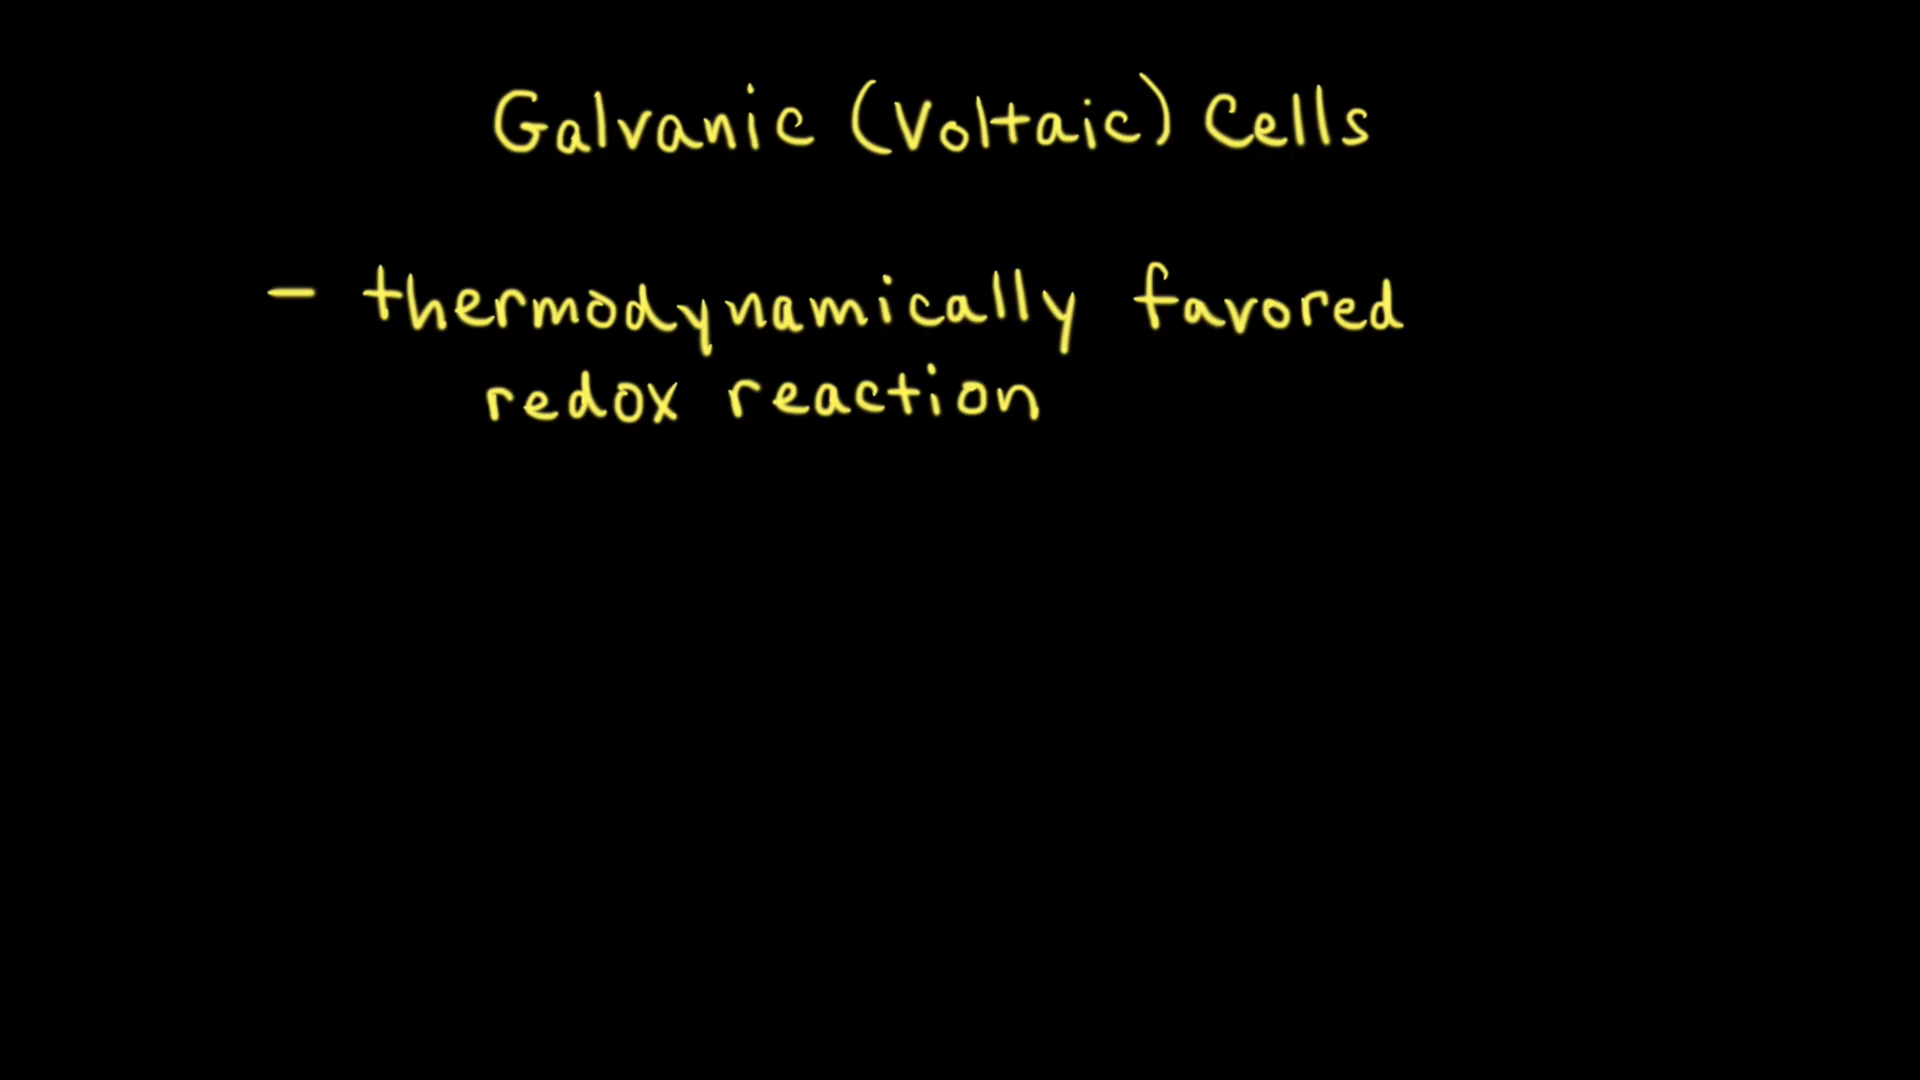 Galvanic (Voltaic) Cells
- thermodynamically favored
redox reaction